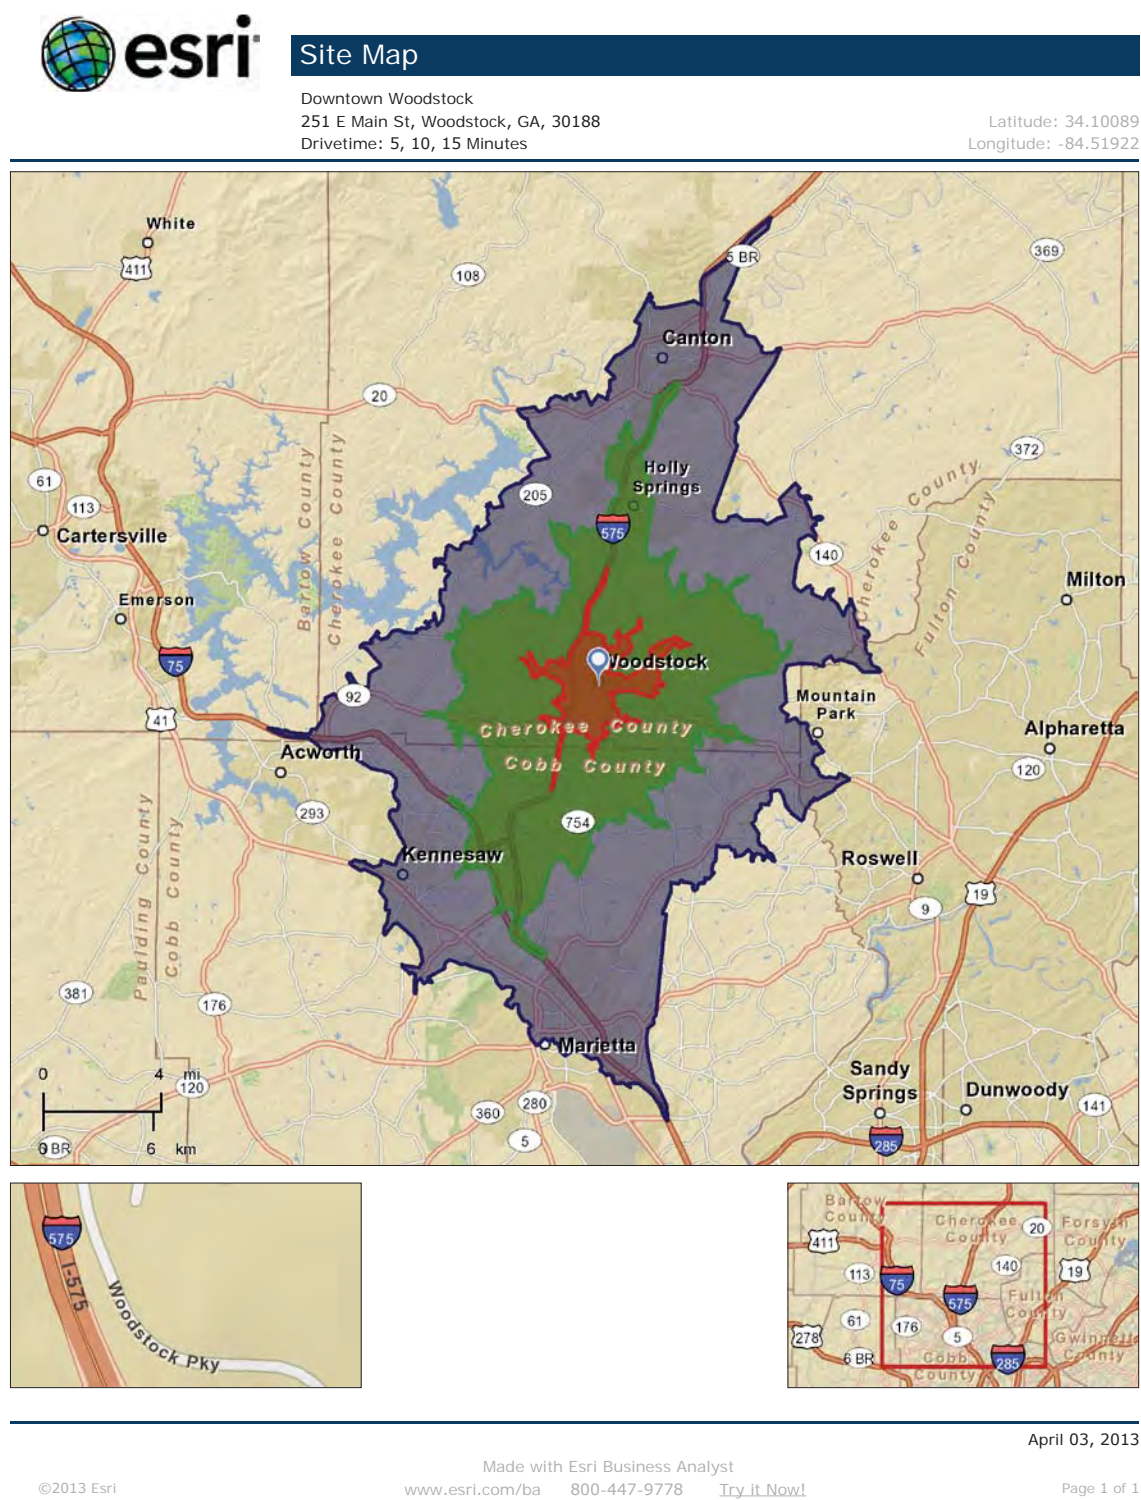 esri
Site Map
Downtown Woodstock
251 E Main St, Woodstock, GA, 30188
Drivetime: 5, 10, 15 Minutes
Latitude: 34.10089
Longitude: -84.51922
White
411
5 BR
369
108
Canton
20
372
61
113
Cartersville
Bartow County
Cherokee County
205
Holly
Springs
575
140
Cherokee County
Fulton County
Milton
Emerson
75
Woodstock
92
41
Mountain
Park
Cherokee County
Cobb County
Alpharetta
120
Acworth
293
754
Kennesaw
Roswell
19
9
Paulding County
Cobb County
381
176
Marietta
0 4 mi
120
0 6 km
360
280
5
Sandy
Springs
Dunwoody
141
285
575
I-575
Woodstock Pky
Bartow
County
Cherokee
County
20
Forsyth
County
411
113
75
140
19
575
Fulton
County
61
176
5
278
Gwinnett
County
6 BR
Cobb
County
285
April 03, 2013
Made with Esri Business Analyst
©2013 Esri
www.esri.com/ba 800-447-9778 Try it Now!
Page 1 of 1